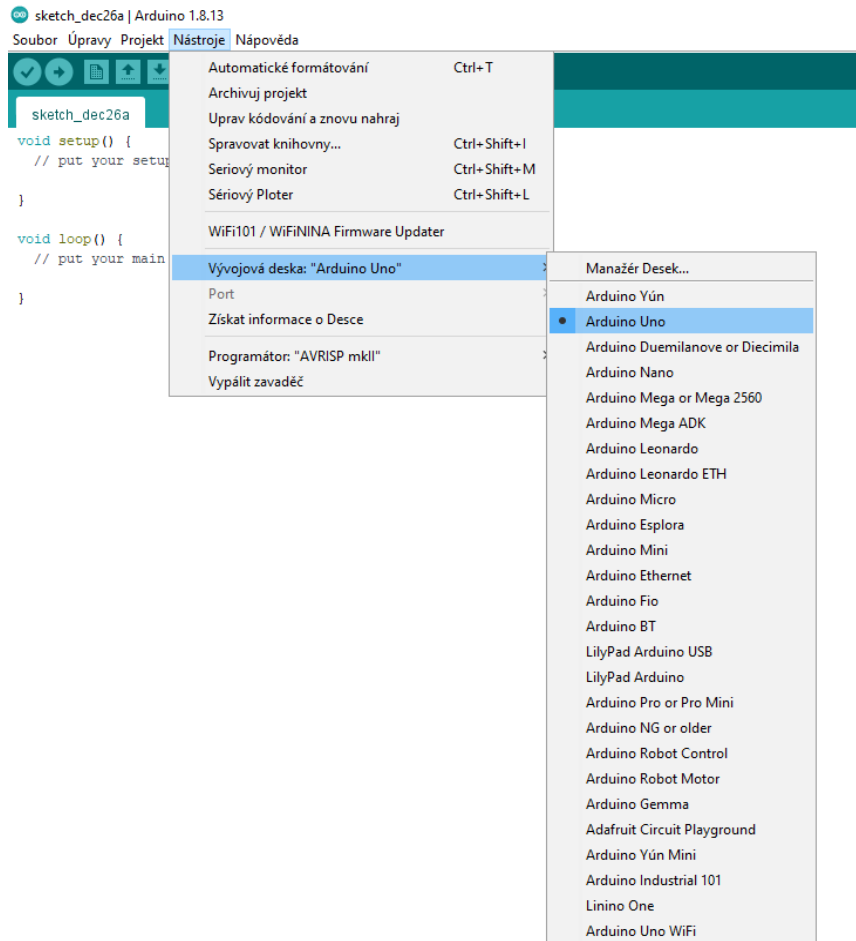 sketch_dec26a | Arduino 1.8.13
Soubor Úpravy Projekt Nástroje Nápověda
sketch_dec26a
void setup() {
// put your setup
}
void loop() {
// put your main
}
Automatické formátování Ctrl+T
Archivuj projekt
Uprav kódování a znovu nahraj
Spravovat knihovny... Ctrl+Shift+I
Seriový monitor Ctrl+Shift+M
Sériový Ploter Ctrl+Shift+L
WiFi101 / WiFiNINA Firmware Updater
Vývojová deska: "Arduino Uno"
Port
Získat informace o Desce
Programátor: "AVRISP mkII"
Vypálit zavaděč
Manažér Desek...
Arduino Yún
Arduino Uno
Arduino Duemilanove or Diecimila
Arduino Nano
Arduino Mega or Mega 2560
Arduino Mega ADK
Arduino Leonardo
Arduino Leonardo ETH
Arduino Micro
Arduino Esplora
Arduino Mini
Arduino Ethernet
Arduino Fio
Arduino BT
LilyPad Arduino USB
LilyPad Arduino
Arduino Pro or Pro Mini
Arduino NG or older
Arduino Robot Control
Arduino Robot Motor
Arduino Gemma
Adafruit Circuit Playground
Arduino Yún Mini
Arduino Industrial 101
Linino One
Arduino Uno WiFi